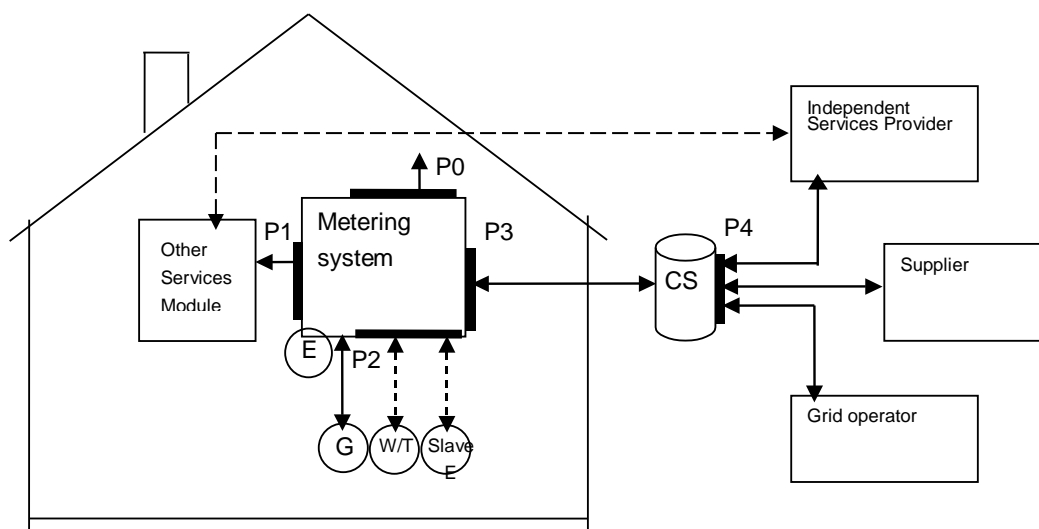 Independent
Services Provider
P0
Metering
system
P1
P3
P4
Other
Services
Module
CS
Supplier
E
P2
G
W/T
Slave
E
Grid operator